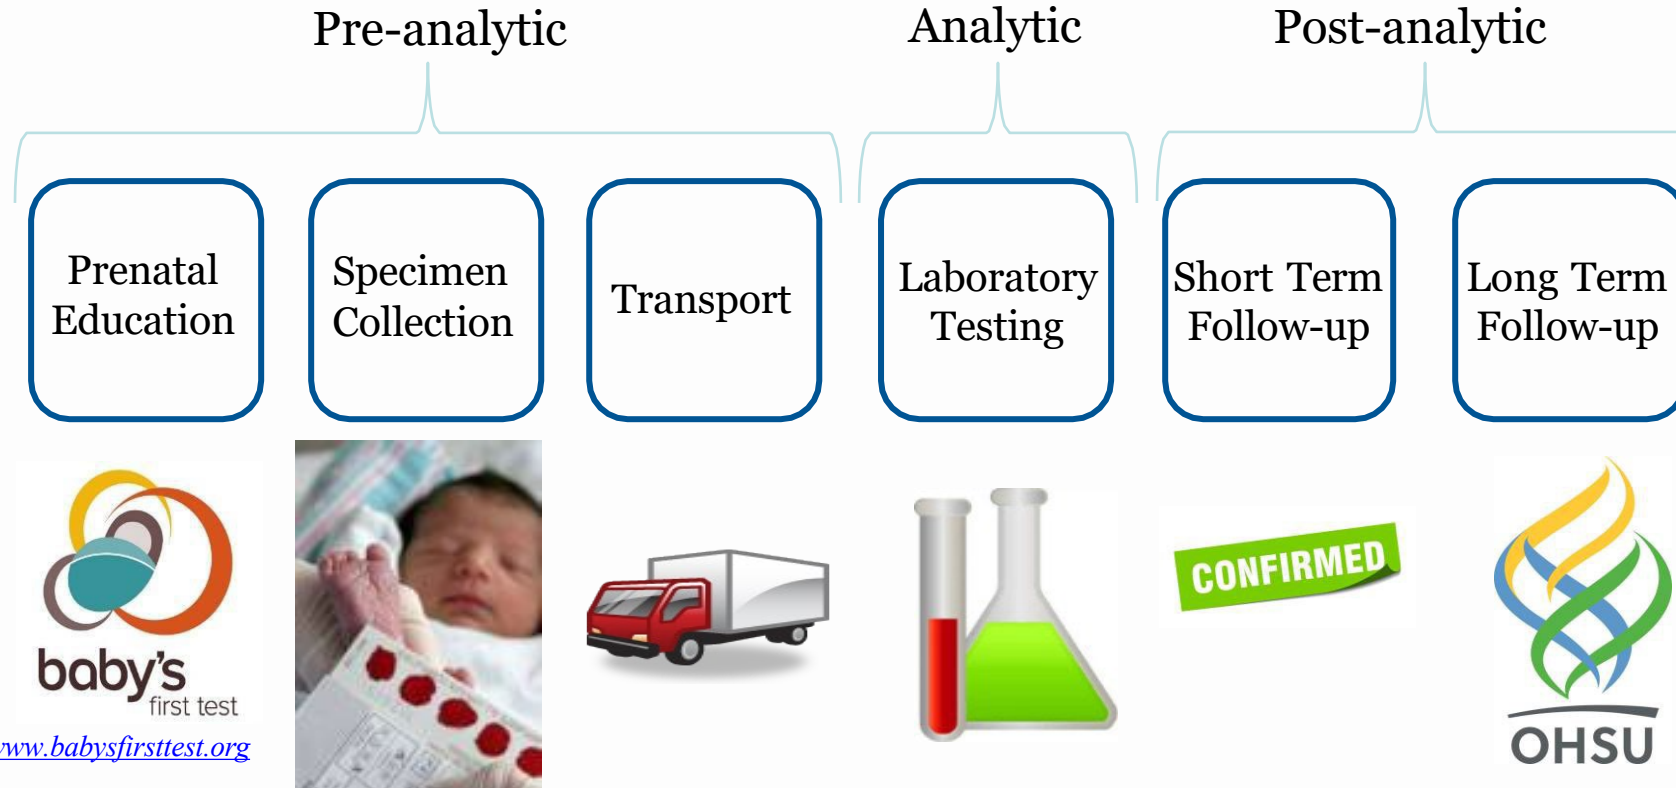 Pre-analytic
Analytic
Post-analytic
Prenatal
Education
Specimen
Collection
Transport
Laboratory
Testing
Short Term
Follow-up
Long Term
Follow-up
baby's
first test
www.babysfirsttest.org
CONFIRMED
OHSU